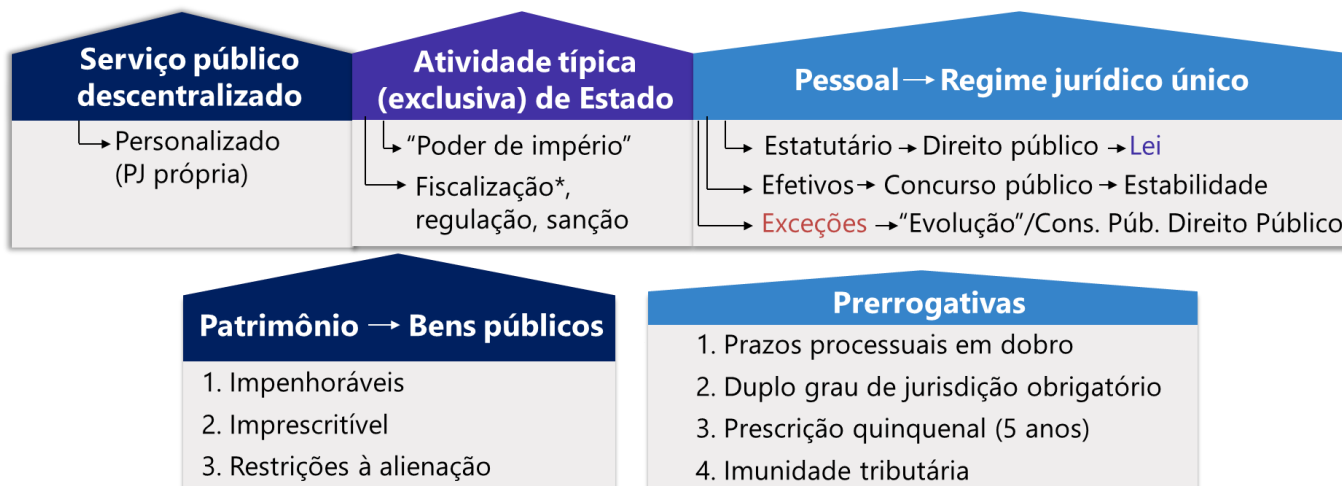 Serviço público
descentralizado
Personalizado
(PJ própria)
Atividade típica
(exclusiva) de Estado
“Poder de império”
Fiscalização*,
regulação, sanção
Pessoal → Regime jurídico único
Estatutário → Direito público → Lei
Efetivos → Concurso público → Estabilidade
Exceções → “Evolução”/Cons. Púb. Direito Público
Patrimônio → Bens públicos
1. Impenhoráveis
2. Imprescritível
3. Restrições à alienação
Prerrogativas
1. Prazos processuais em dobro
2. Duplo grau de jurisdição obrigatório
3. Prescrição quinquenal (5 anos)
4. Imunidade tributária